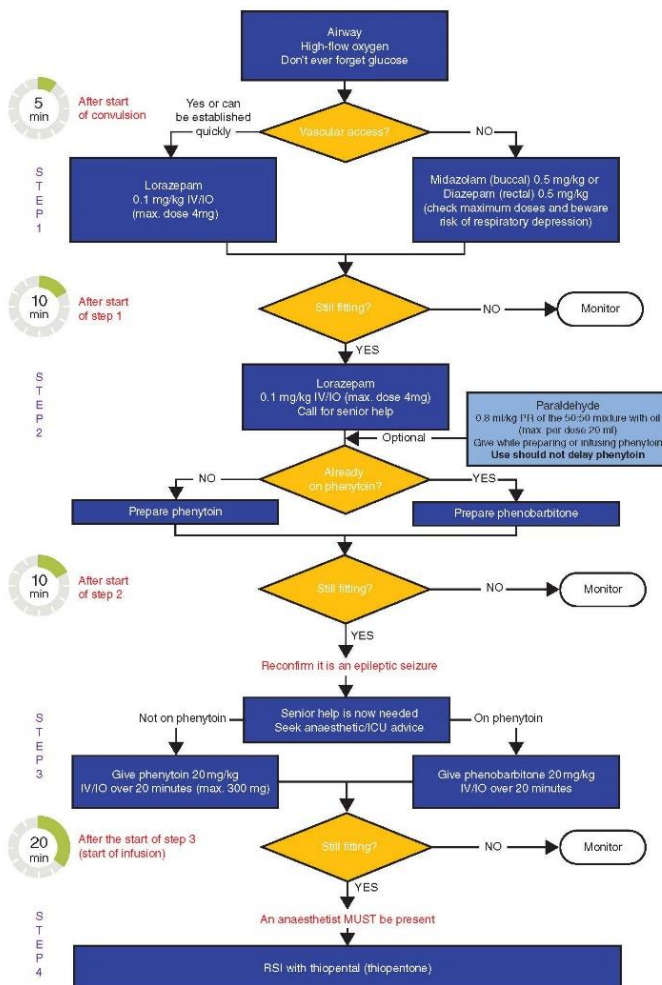 Airway
High-flow oxygen
Don't ever forget glucose
5
min
After start
of convulsion
Yes or can
be established
quickly
Vascular access?
NO
STEP 1
Lorazepam
0.1 mg/kg IV/IO
(max. dose 4mg)
Midazolam (buccal) 0.5 mg/kg or
Diazepam (rectal) 0.5 mg/kg
(check maximum doses and beware
risk of respiratory depression)
10
min
After start
of step 1
Still fitting?
NO
Monitor
YES
STEP 2
Lorazepam
0.1 mg/kg IV/IO (max. dose 4mg)
Call for senior help
Paraldehyde
0.8 ml/kg PR of the 50:50 mixture with oil
(max. per dose 20 ml)
Give while preparing or infusing phenytoin
Use should not delay phenytoin
Optional
Already
on phenytoin?
NO
YES
Prepare phenytoin
Prepare phenobarbitone
10
min
After start
of step 2
Still fitting?
NO
Monitor
YES
Reconfirm it is an epileptic seizure
STEP 3
Not on phenytoin
Senior help is now needed
Seek anaesthetic/ICU advice
On phenytoin
Give phenytoin 20 mg/kg
IV/IO over 20 minutes (max. 300 mg)
Give phenobarbitone 20 mg/kg
IV/IO over 20 minutes
20
min
After the start of step 3
(start of infusion)
Still fitting?
NO
Monitor
YES
An anaesthetist MUST be present
STEP 4
RSI with thiopental (thiopentone)